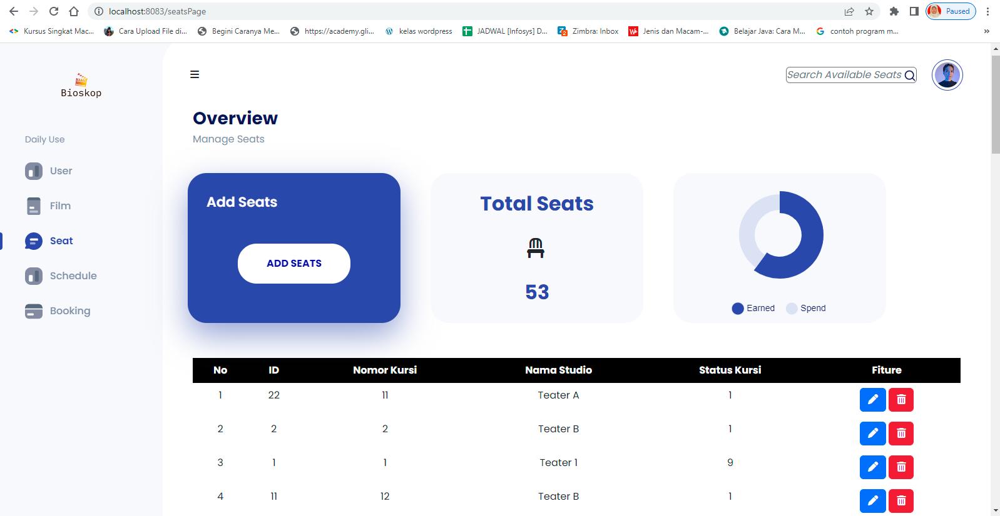 localhost:8083/seatsPage
Paused
Kursus Singkat Mac...
Cara Upload File di...
Begini Caranya Me...
https://academy.gli...
kelas wordpress
JADWAL [Infosys] D...
Zimbra: Inbox
Jenis dan Macam-...
Belajar Java: Cara M...
contoh program m...
»
Bioskop
Search Available Seats
Overview
Manage Seats
Daily Use
User
Film
Seat
Schedule
Booking
Add Seats
ADD SEATS
Total Seats
53
Earned Spend
No ID Nomor Kursi Nama Studio Status Kursi Fiture
1 22 11 Teater A 1
2 2 2 Teater B 1
3 1 1 Teater 1 9
4 11 12 Teater B 1